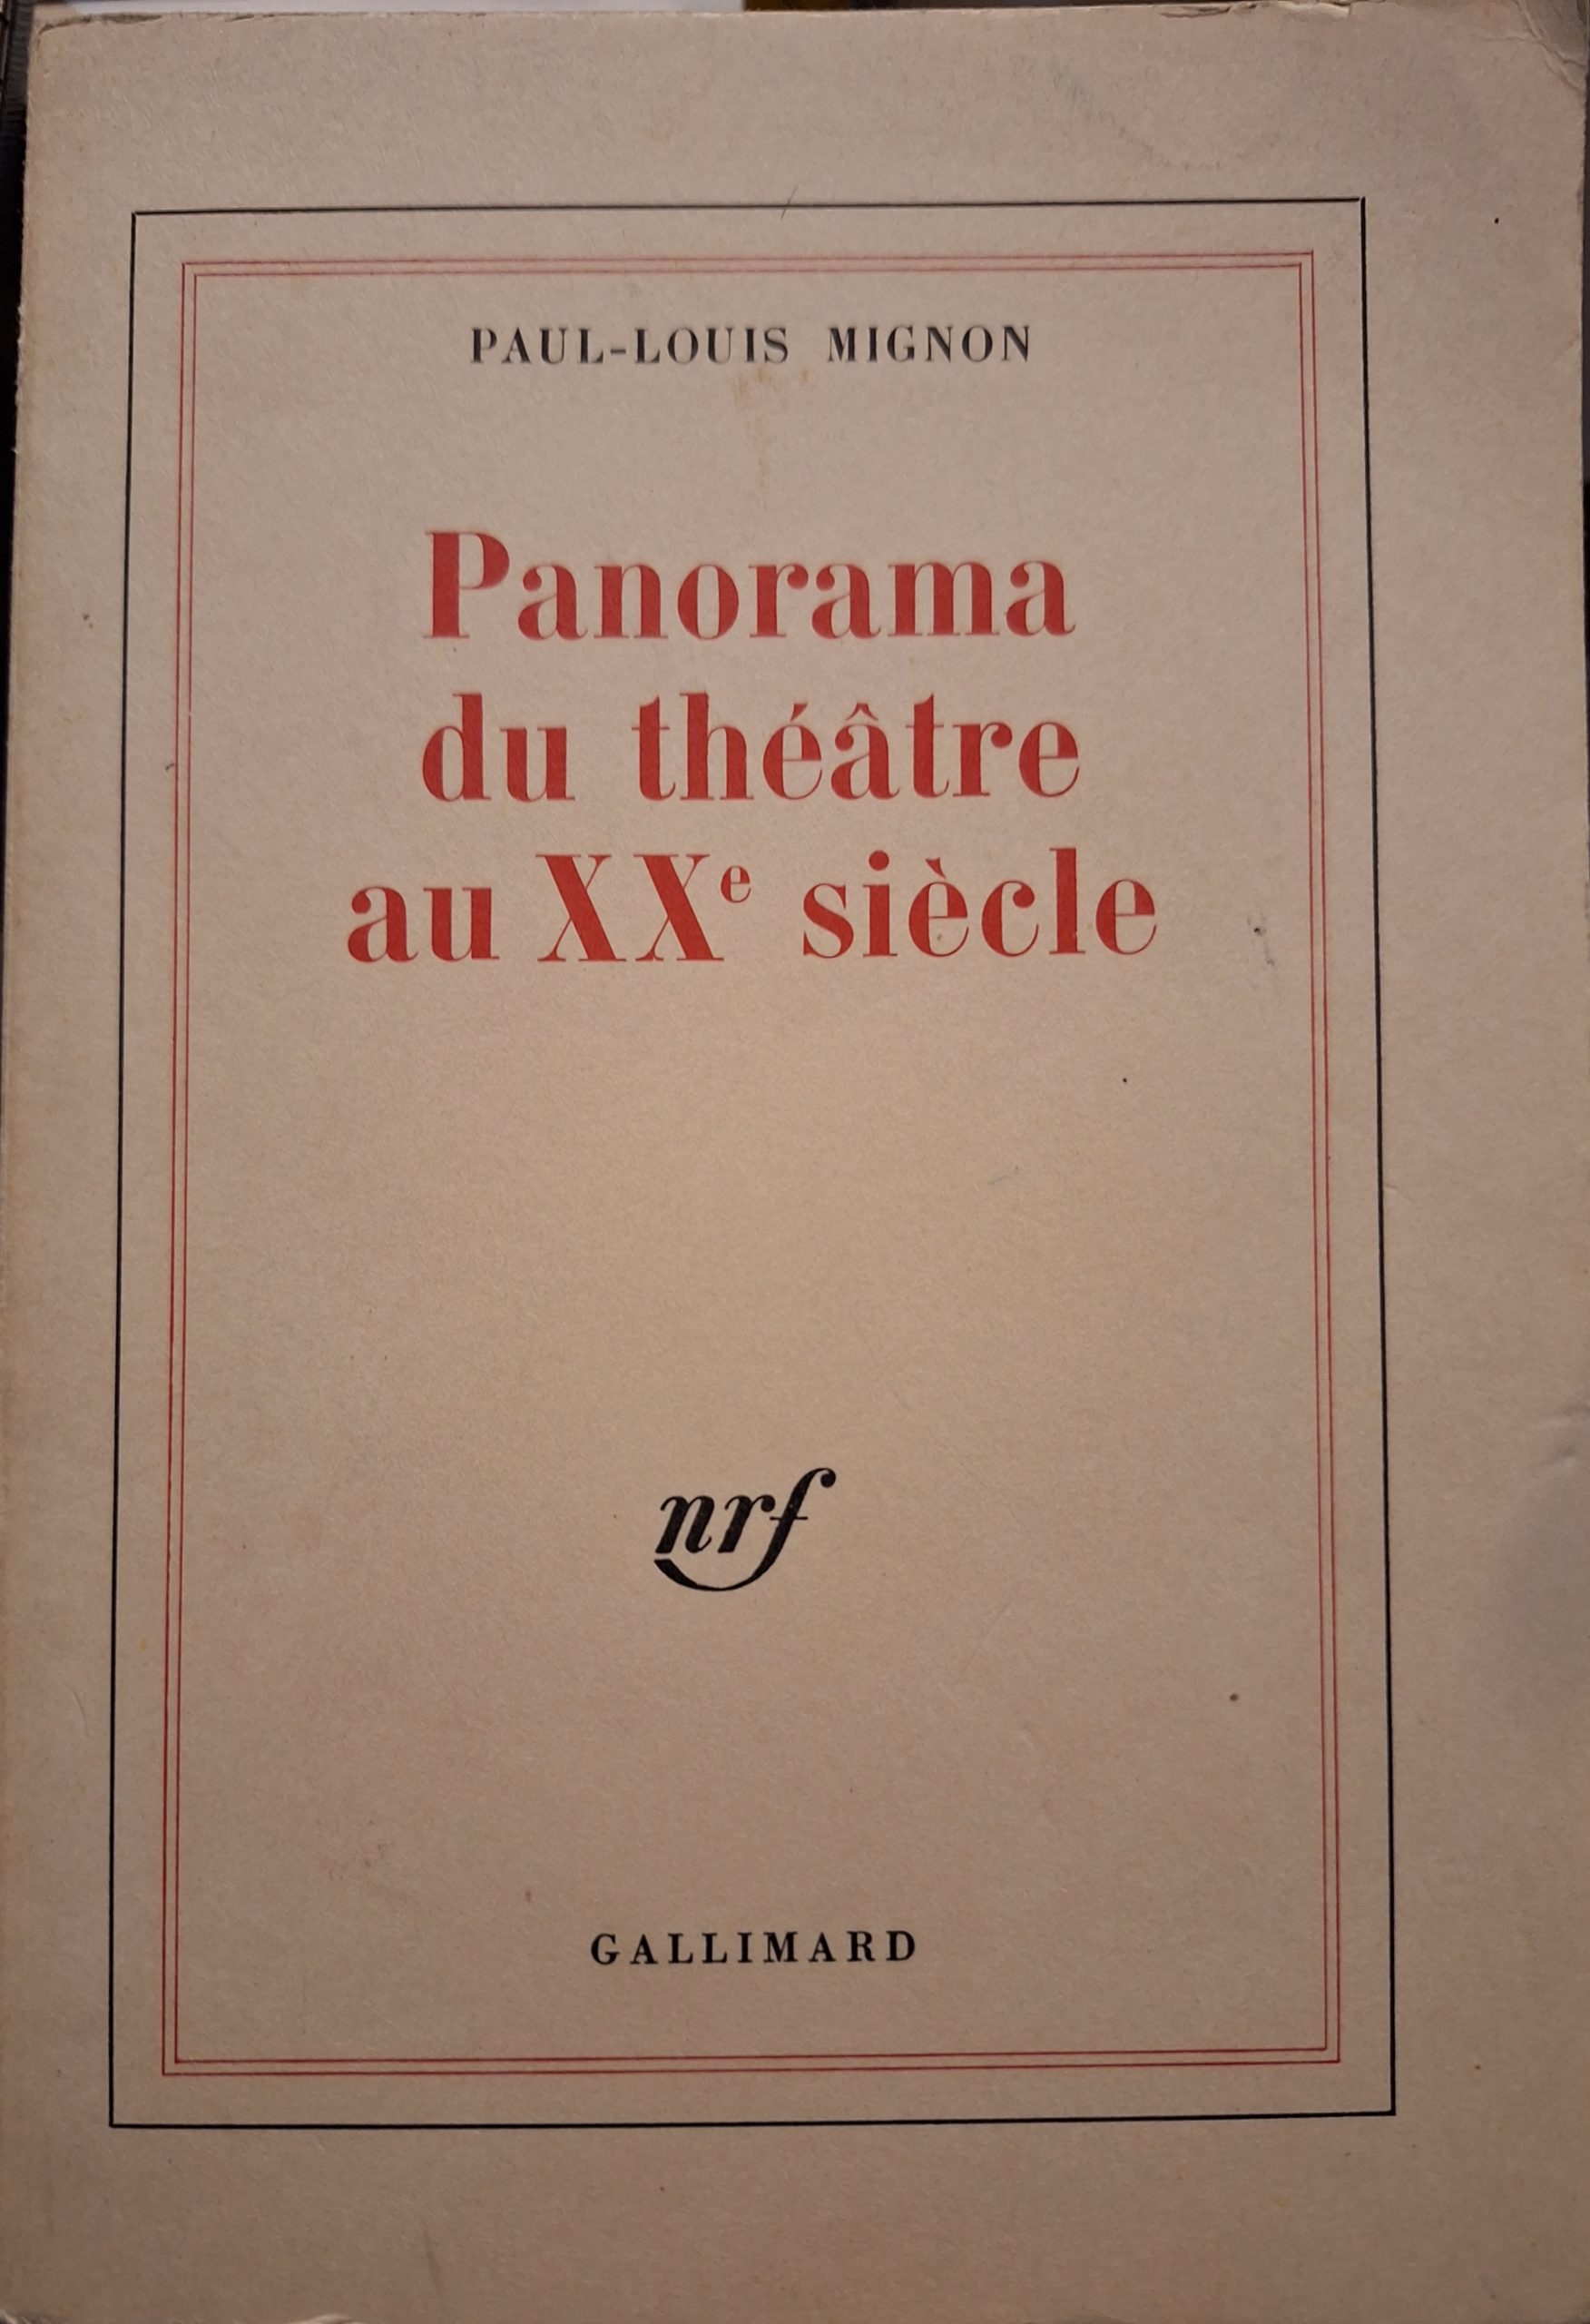 PAUL-LOUIS MIGNON
Panorama
du théâtre
au XXe siècle
nrf
GALLIMARD